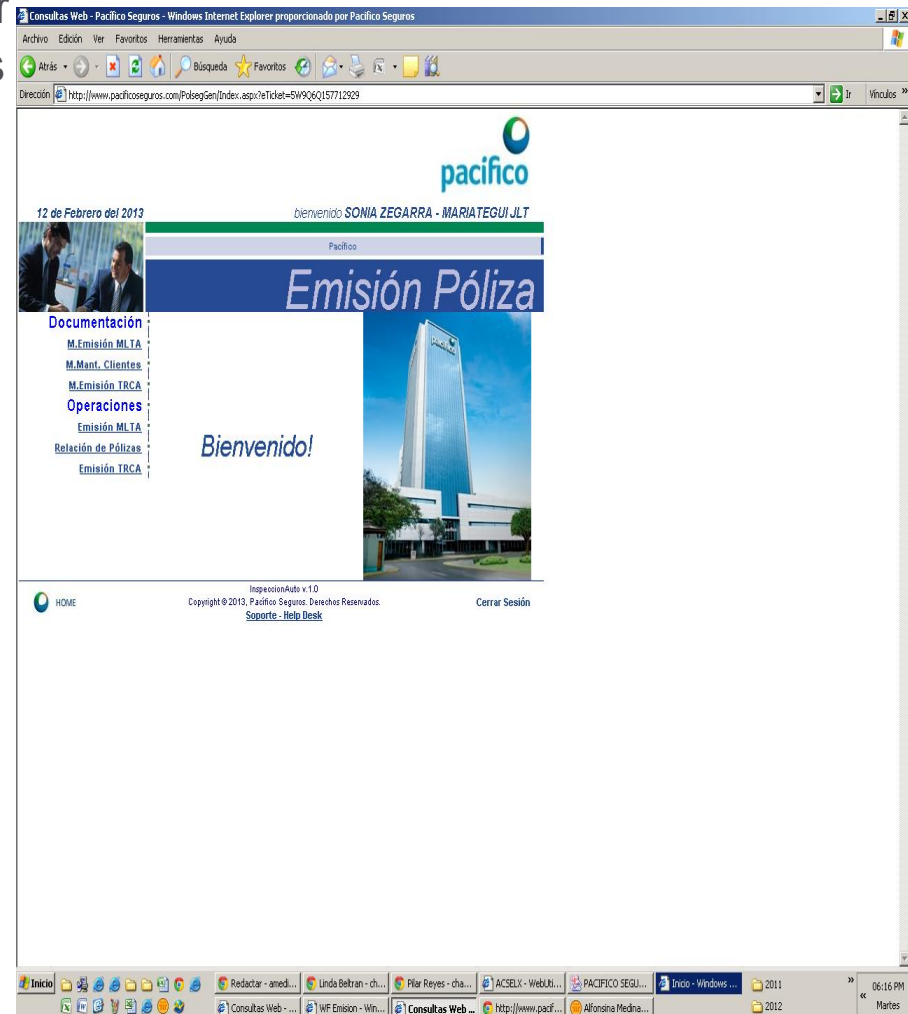 r
s
Consultas Web - Pacífico Seguros - Windows Internet Explorer proporcionado por Pacifico Seguros
Archivo Edición Ver Favoritos Herramientas Ayuda
Atrás Búsqueda Favoritos
Dirección http://www.pacificoseguros.com/PolsegGen/Index.aspx?eTicket=5W9Q6Q157712929 Ir Vínculos »
pacífico
12 de Febrero del 2013 bienvenido SONIA ZEGARRA - MARIATEGUI JLT
Pacífico
Emisión Póliza
Documentación
M.Emisión MLTA
M.Mant. Clientes
M.Emisión TRCA
Operaciones
Emisión MLTA
Relación de Pólizas
Emisión TRCA
Bienvenido!
pacífico
HOME
InspeccionAuto v.1.0
Copyright © 2013, Pacífico Seguros. Derechos Reservados.
Soporte - Help Desk
Cerrar Sesión
Inicio Redactar - amedi... Linda Beltran - ch... Pilar Reyes - cha... ACSELX - WebUti... PACIFICO SEGU... Inicio - Windows ... 2011 » « 06:16 PM
Consultas Web - ... WF Emision - Win... Consultas Web ... http://www.pacif... Alfonsina Medina... 2012 Martes